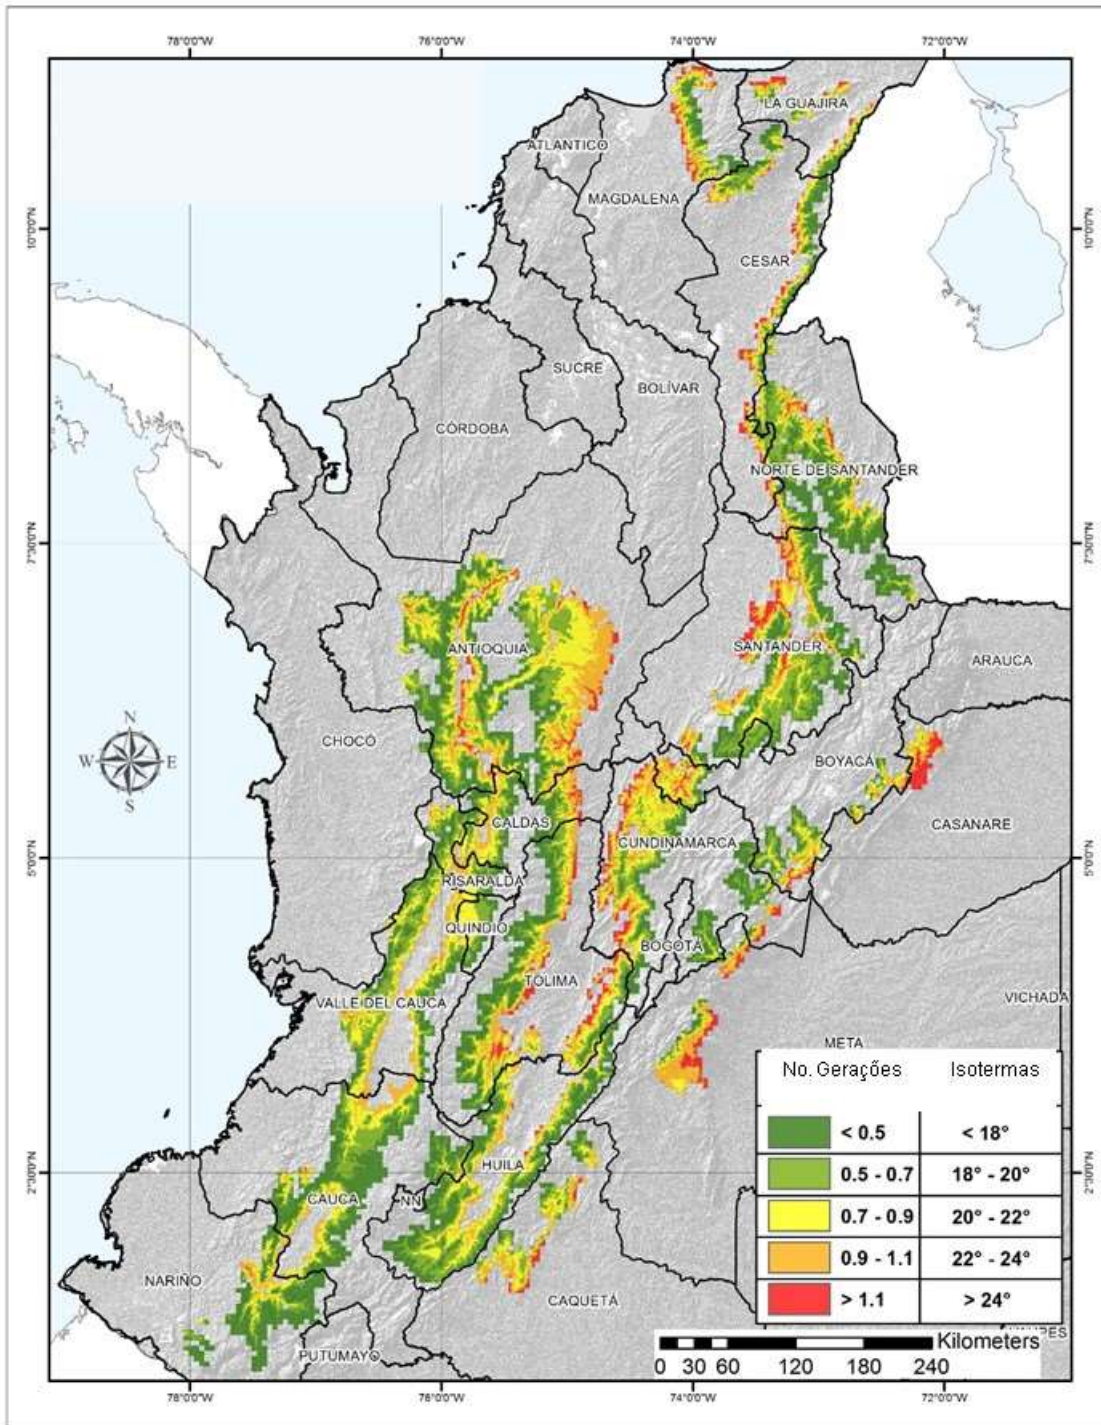 78°0'0"W 76°0'0"W 74°0'0"W 72°0'0"W
LA GUAJIRA
ATLANTICO
MAGDALENA
10°0'0"N 10°0'0"N
CESAR
SUCRE
BOLÍVAR
CÓRDOBA
NORTE DE SANTANDER
7°30'0"N 7°30'0"N
ANTIOQUIA
SANTANDER
ARAUCA
CHOCÓ
BOYACA
N
W E
S
CALDAS
CASANARE
CUNDINAMARCA
5°0'0"N 5°0'0"N
RISARALDA
QUINDIO
BOGOTÁ
TOLIMA
VALLE DEL CAUCA
VICHADA
META
HUILA
2°30'0"N 2°30'0"N
CAUCA
NN
NARIÑO
CAQUETÁ
PUTUMAYO
No. Gerações Isotermas
< 0.5 < 18°
0.5 - 0.7 18° - 20°
0.7 - 0.9 20° - 22°
0.9 - 1.1 22° - 24°
> 1.1 > 24°
Kilometers
0 30 60 120 180 240
78°0'0"W 76°0'0"W 74°0'0"W 72°0'0"W